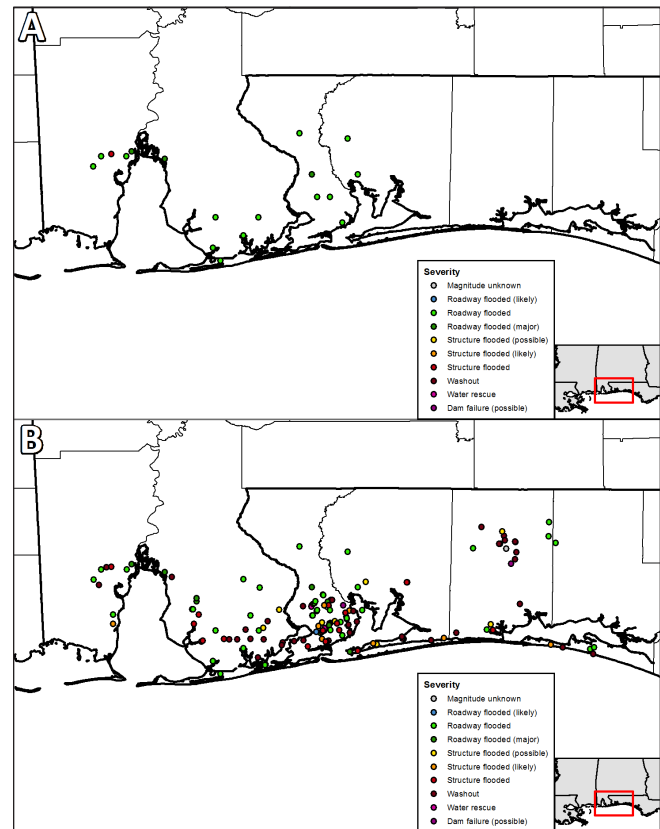 A
Severity
Magnitude unknown
Roadway flooded (likely)
Roadway flooded
Roadway flooded (major)
Structure flooded (possible)
Structure flooded (likely)
Structure flooded
Washout
Water rescue
Dam failure (possible)
B
Severity
Magnitude unknown
Roadway flooded (likely)
Roadway flooded
Roadway flooded (major)
Structure flooded (possible)
Structure flooded (likely)
Structure flooded
Washout
Water rescue
Dam failure (possible)